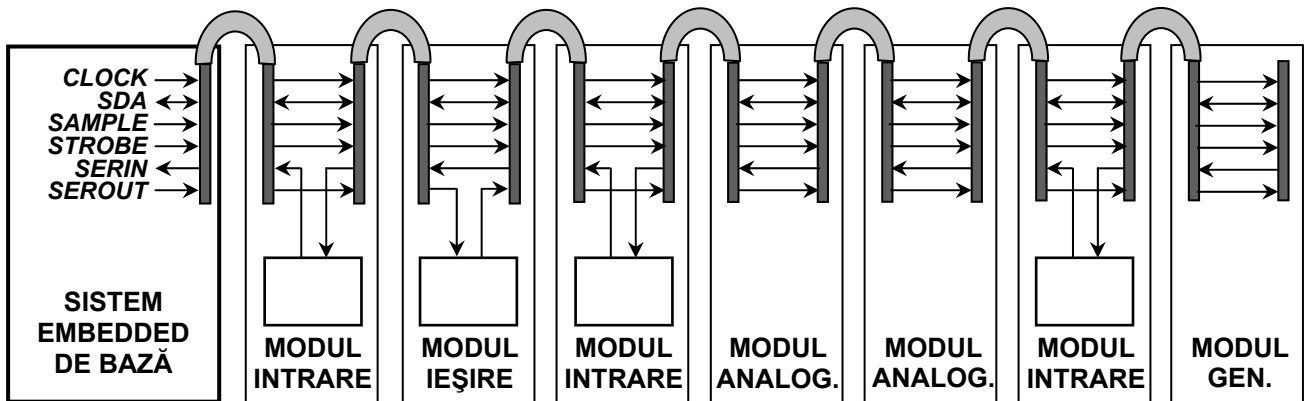 CLOCK
SDA
SAMPLE
STROBE
SERIN
SEROUT
SISTEM
EMBEDDED
DE BAZĂ
MODUL
INTRARE
MODUL
IEŞIRE
MODUL
INTRARE
MODUL
ANALOG.
MODUL
ANALOG.
MODUL
INTRARE
MODUL
GEN.